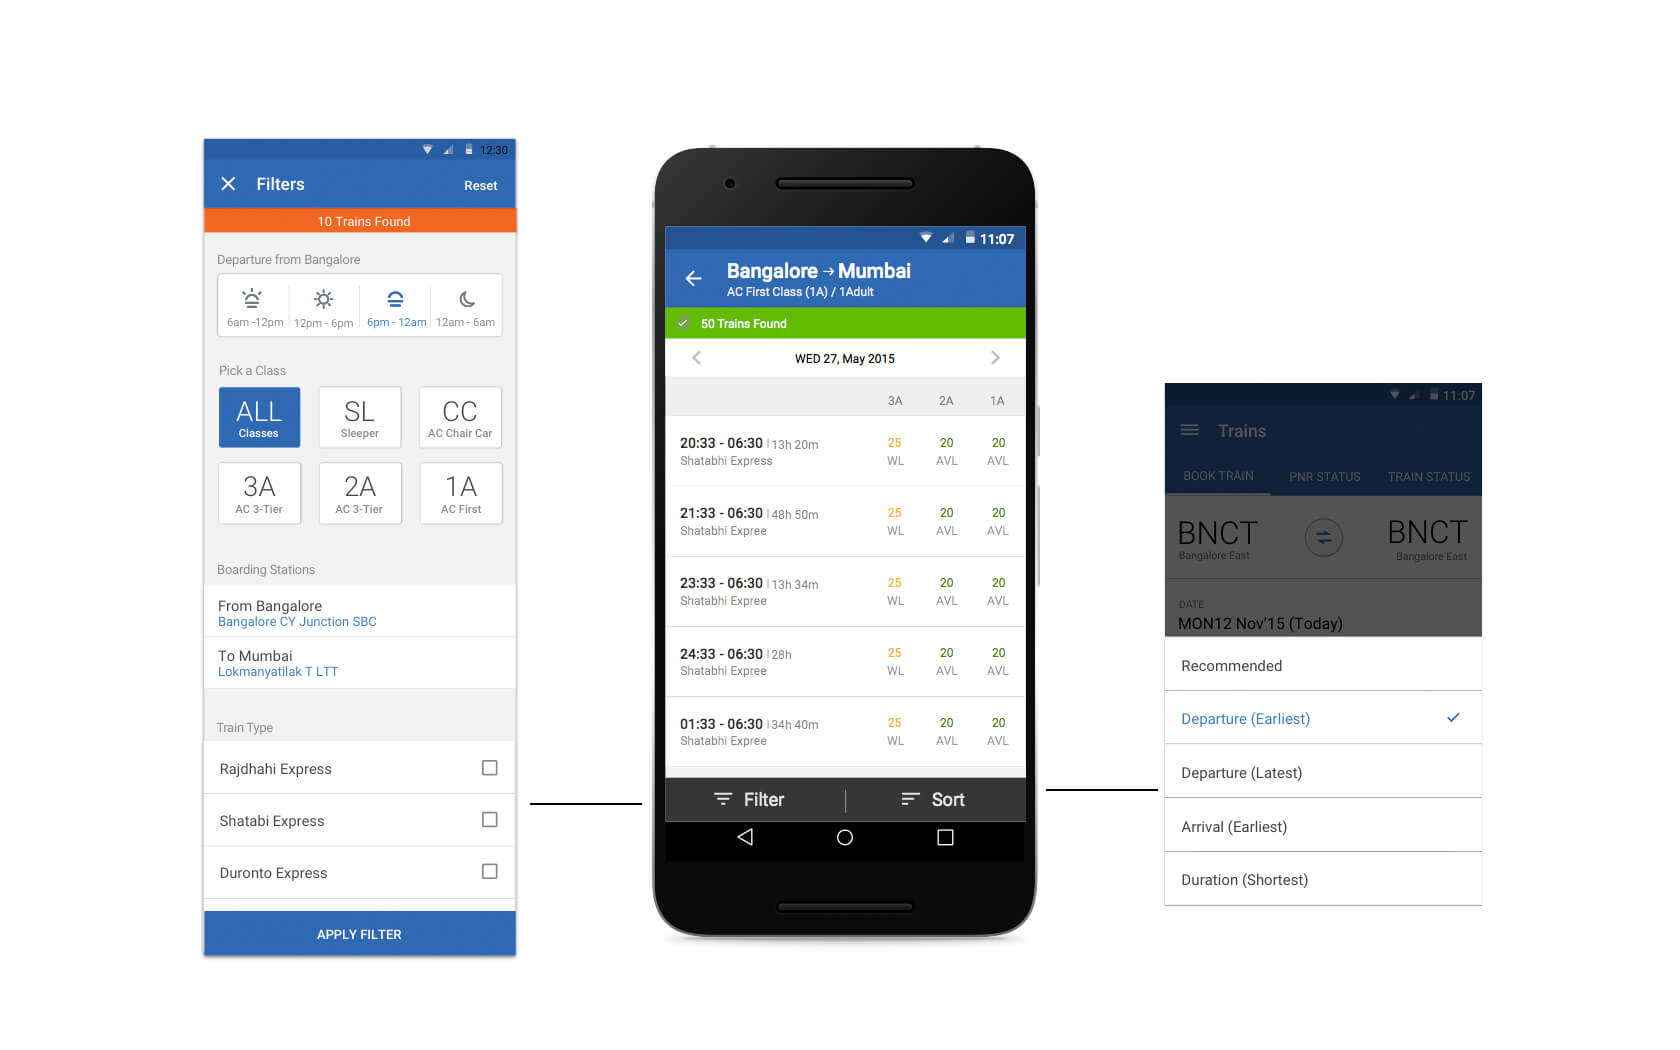 12:30
Filters
Reset
10 Trains Found
Departure from Bangalore
6am -12pm 12pm - 6pm 6pm - 12am 12am - 6am
Pick a Class
ALL SL CC
Classes Sleeper AC Chair Car
3A 2A 1A
AC 3-Tier AC 3-Tier AC First
Boarding Stations
From Bangalore
Bangalore CY Junction SBC
To Mumbai
Lokmanyatilak T LTT
Train Type
Rajdhahi Express
Shatabi Express
Duronto Express
APPLY FILTER
11:07
Bangalore → Mumbai
AC First Class (1A) / 1Adult
50 Trains Found
WED 27, May 2015
3A 2A 1A
20:33 - 06:30 | 13h 20m 25 20 20
Shatabhi Express WL AVL AVL
21:33 - 06:30 | 48h 50m 25 20 20
Shatabhi Expree WL AVL AVL
23:33 - 06:30 | 13h 34m 25 20 20
Shatabhi Expree WL AVL AVL
24:33 - 06:30 | 28h 25 20 20
Shatabhi Expree WL AVL AVL
01:33 - 06:30 | 34h 40m 25 20 20
Shatabhi Expree WL AVL AVL
Filter Sort
11:07
Trains
BOOK TRAIN PNR STATUS TRAIN STATUS
BNCT BNCT
Bangalore East Bangalore East
DATE
MON12 Nov'15 (Today)
Recommended
Departure (Earliest)
Departure (Latest)
Arrival (Earliest)
Duration (Shortest)